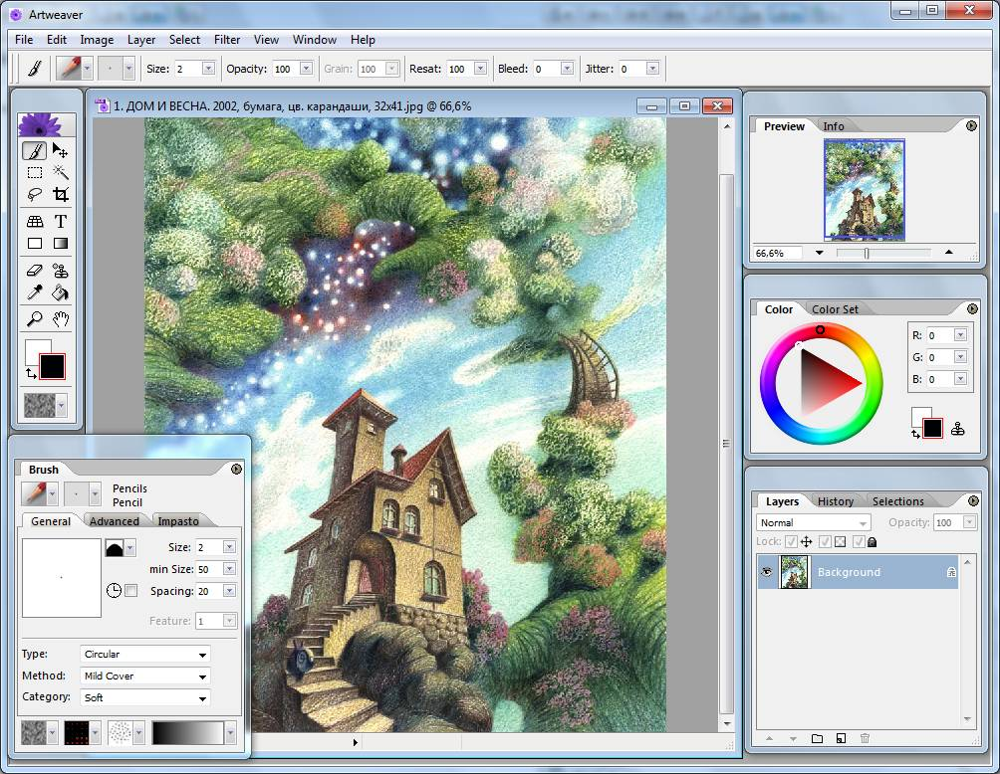 Artweaver
File Edit Image Layer Select Filter View Window Help
Size: 2 Opacity: 100 Grain: 100 Resat: 100 Bleed: 0 Jitter: 0
1. ДОМ И ВЕСНА. 2002, бумага, цв. карандаши, 32x41.jpg @ 66,6%
Preview Info
66,6%
Color Color Set
R: 0
G: 0
B: 0
T
Brush
Pencils
Pencil
General Advanced Impasto
Size: 2
min Size: 50
Spacing: 20
Feature: 1
Type: Circular
Method: Mild Cover
Category: Soft
Layers History Selections
Normal Opacity: 100
Lock:
Background